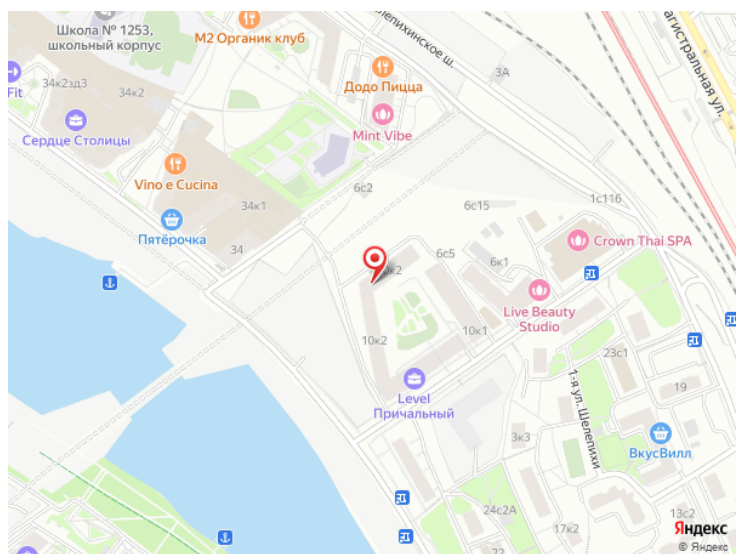 Школа № 1253,
школьный корпус
М2 Органик клуб
Шелепихинское ш.
Магистральная ул.
3А
34к2зд3
34к2
Fit
Додо Пицца
Сердце Столицы
Mint Vibe
Vino e Cucina
6с2
34к1
1с116
6с15
Пятёрочка
34
Crown Thai SPA
6с5
6к1
10к2
Live Beauty
Studio
10к2
10к1
23с1
Level
Причальный
1-я ул. Шелепихи
19
3к3
ВкусВилл
24с2А
13с2
17к2
22
Яндекс
© Яндекс